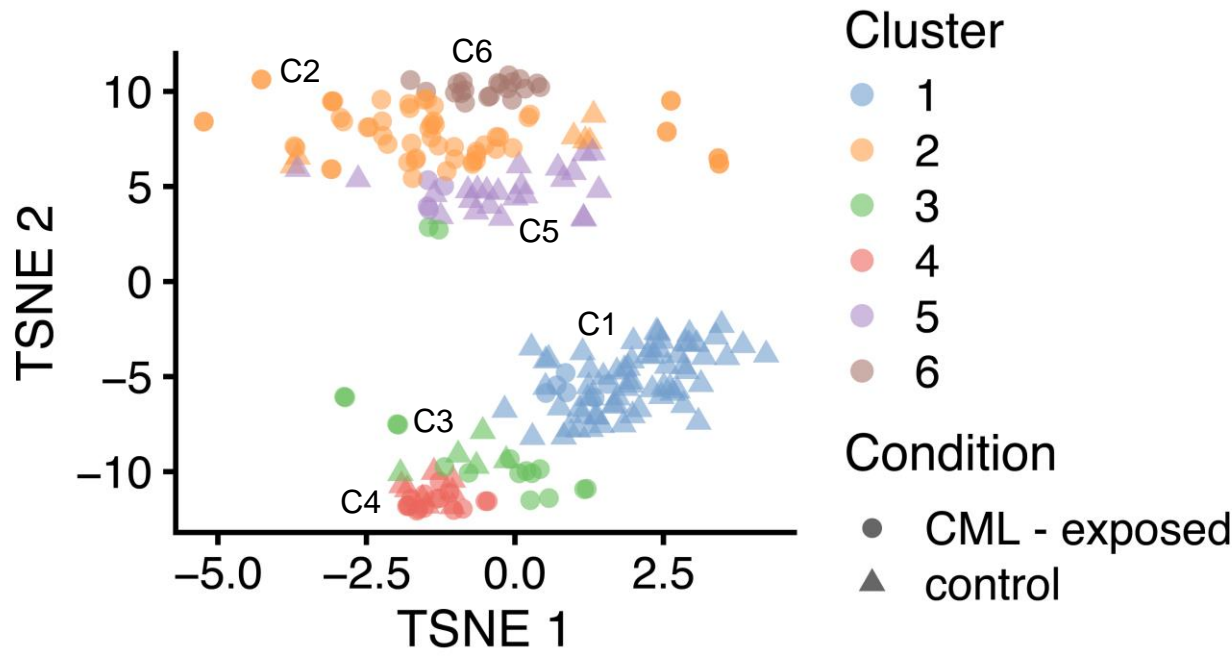 C6
C2
10
5
C5
0
C1
−5
C3
−10
C4
−5.0
−2.5
0.0
2.5
TSNE 1
TSNE 2
Cluster
1
2
3
4
5
6
Condition
CML - exposed
control